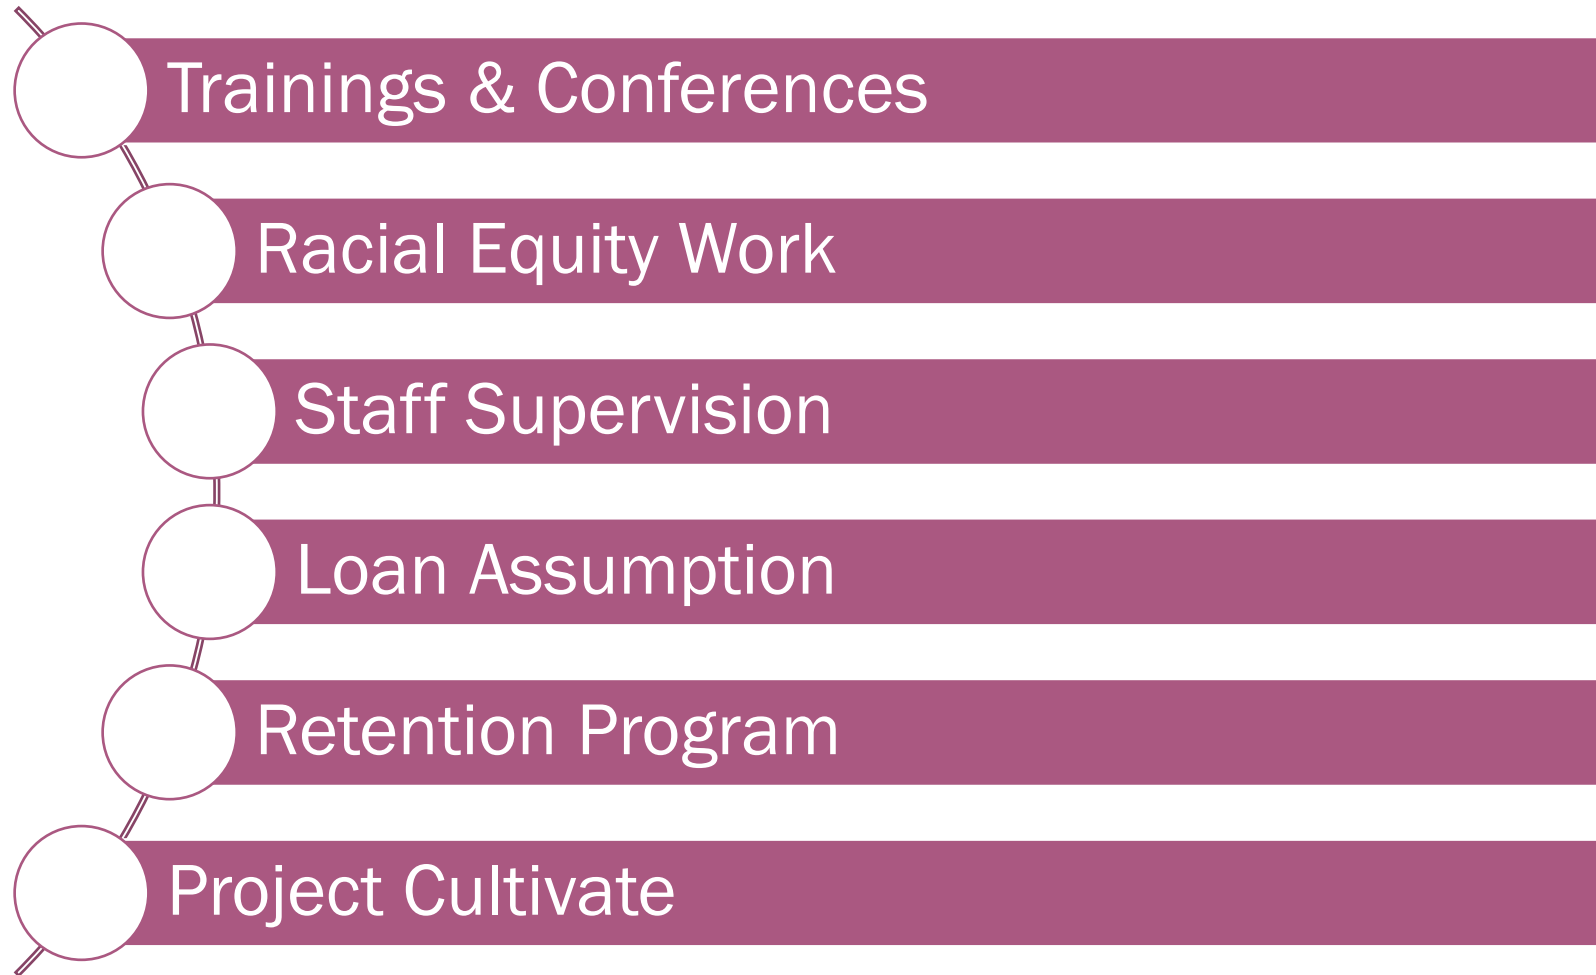 Trainings & Conferences
Racial Equity Work
Staff Supervision
Loan Assumption
Retention Program
Project Cultivate